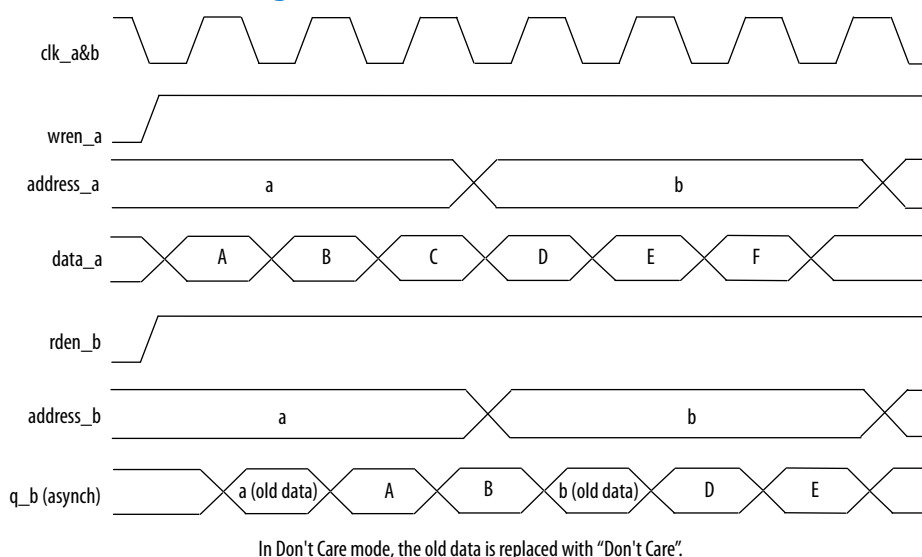 clk_a&b
wren_a
address_a a b
data_a A B C D E F
rden_b
address_b a b
q_b (asynch) a (old data) A B b (old data) D E
In Don't Care mode, the old data is replaced with “Don't Care”.